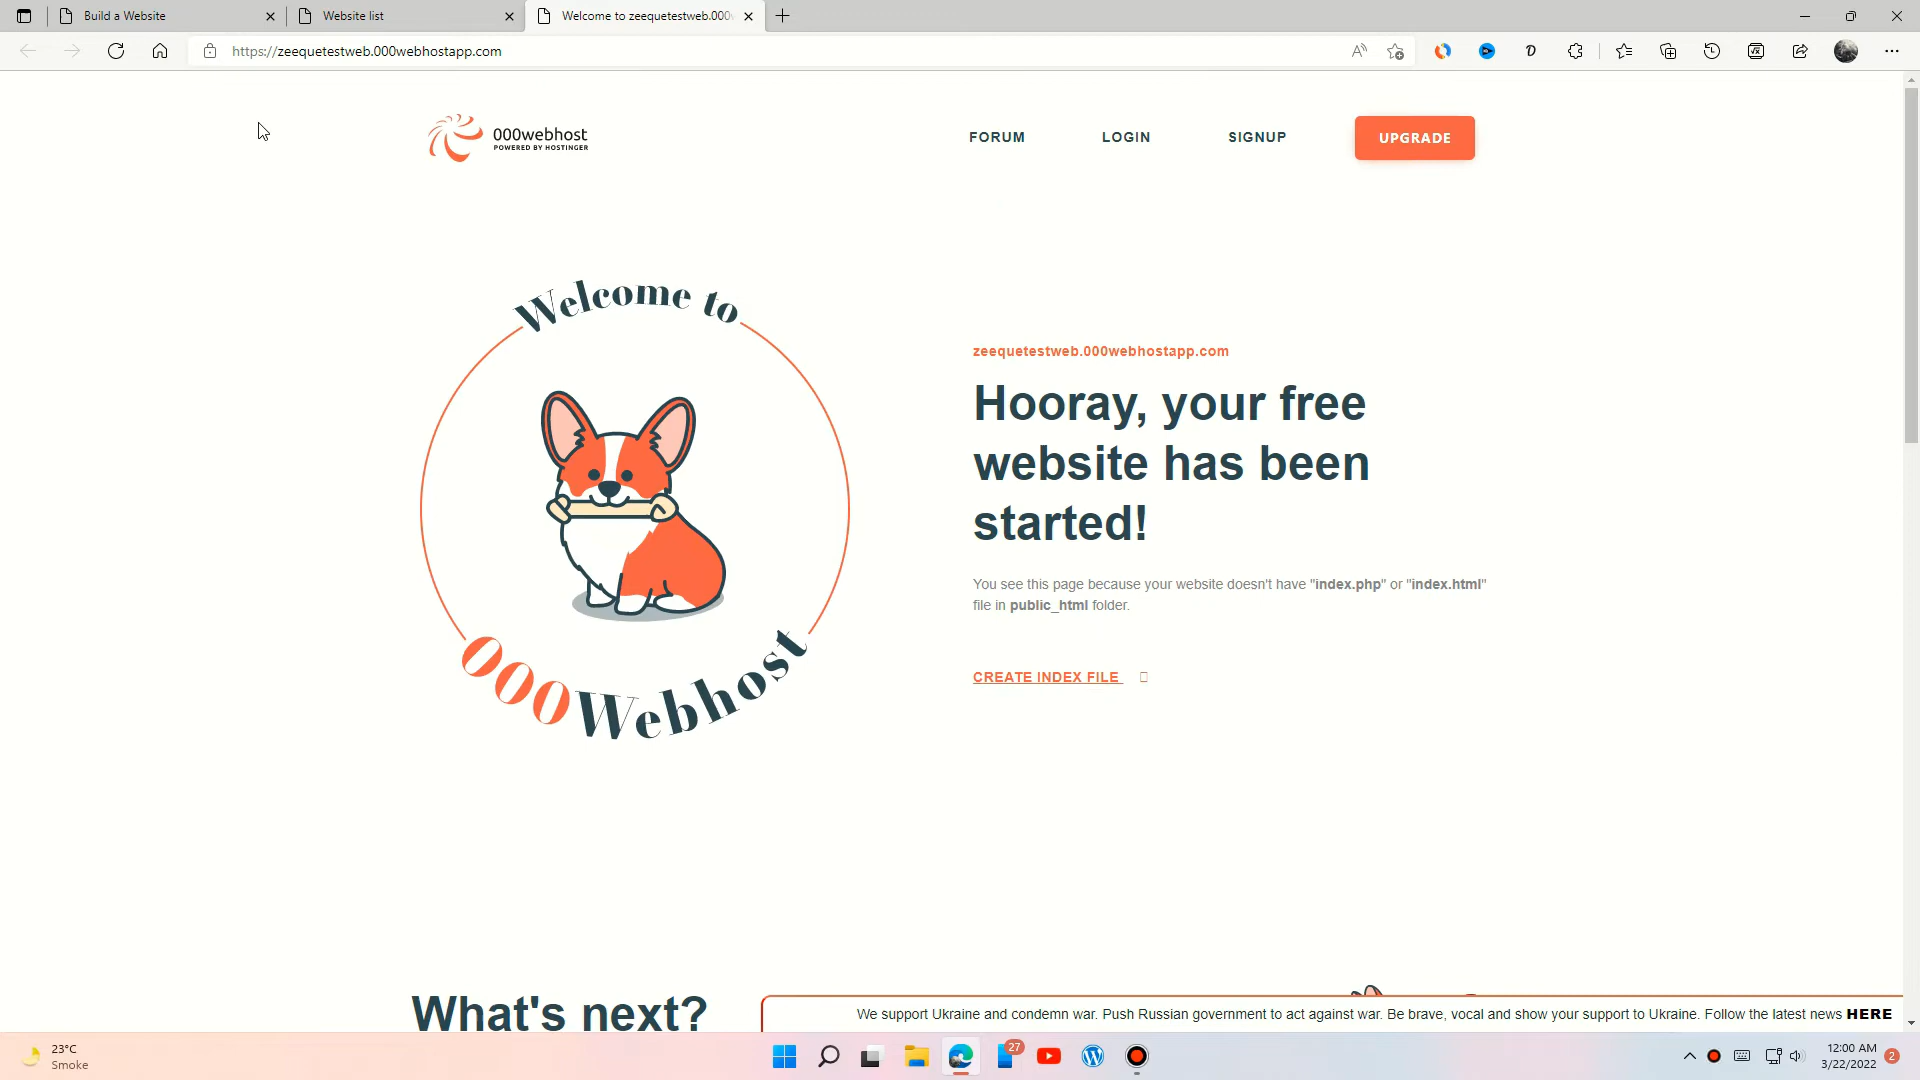 Build a Website
Website list
Welcome to zeequetestweb.000w
https://zeequetestweb.000webhostapp.com
000webhost
POWERED BY HOSTINGER
FORUM
LOGIN
SIGNUP
UPGRADE
Welcome to
000Webhost
zeequetestweb.000webhostapp.com
Hooray, your free
website has been
started!
You see this page because your website doesn't have "index.php" or "index.html"
file in public_html folder.
CREATE INDEX FILE
What's next?
We support Ukraine and condemn war. Push Russian government to act against war. Be brave, vocal and show your support to Ukraine. Follow the latest news HERE
23°C
Smoke
27
12:00 AM
3/22/2022
2